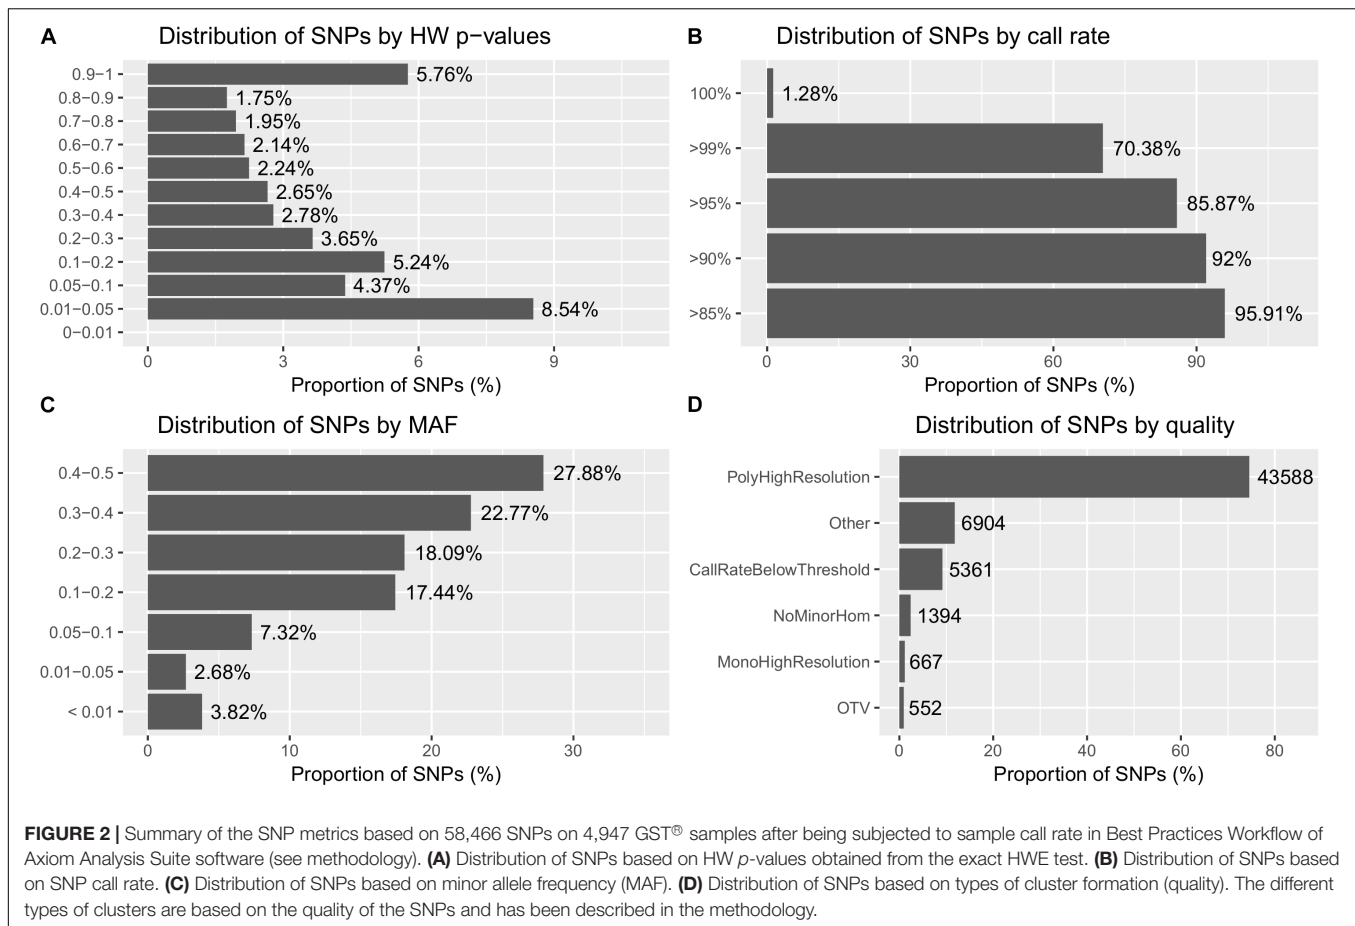 A
Distribution of SNPs by HW p−values
0.9−1 5.76%
0.8−0.9 1.75%
0.7−0.8 1.95%
0.6−0.7 2.14%
0.5−0.6 2.24%
0.4−0.5 2.65%
0.3−0.4 2.78%
0.2−0.3 3.65%
0.1−0.2 5.24%
0.05−0.1 4.37%
0.01−0.05 8.54%
0−0.01
0 3 6 9
Proportion of SNPs (%)
B
Distribution of SNPs by call rate
100% 1.28%
>99% 70.38%
>95% 85.87%
>90% 92%
>85% 95.91%
0 30 60 90
Proportion of SNPs (%)
C
Distribution of SNPs by MAF
0.4−0.5 27.88%
0.3−0.4 22.77%
0.2−0.3 18.09%
0.1−0.2 17.44%
0.05−0.1 7.32%
0.01−0.05 2.68%
< 0.01 3.82%
0 10 20 30
Proportion of SNPs (%)
D
Distribution of SNPs by quality
PolyHighResolution 43588
Other 6904
CallRateBelowThreshold 5361
NoMinorHom 1394
MonoHighResolution 667
OTV 552
0 20 40 60 80
Proportion of SNPs (%)
FIGURE 2 | Summary of the SNP metrics based on 58,466 SNPs on 4,947 GST® samples after being subjected to sample call rate in Best Practices Workflow of
Axiom Analysis Suite software (see methodology). (A) Distribution of SNPs based on HW p-values obtained from the exact HWE test. (B) Distribution of SNPs based
on SNP call rate. (C) Distribution of SNPs based on minor allele frequency (MAF). (D) Distribution of SNPs based on types of cluster formation (quality). The different
types of clusters are based on the quality of the SNPs and has been described in the methodology.